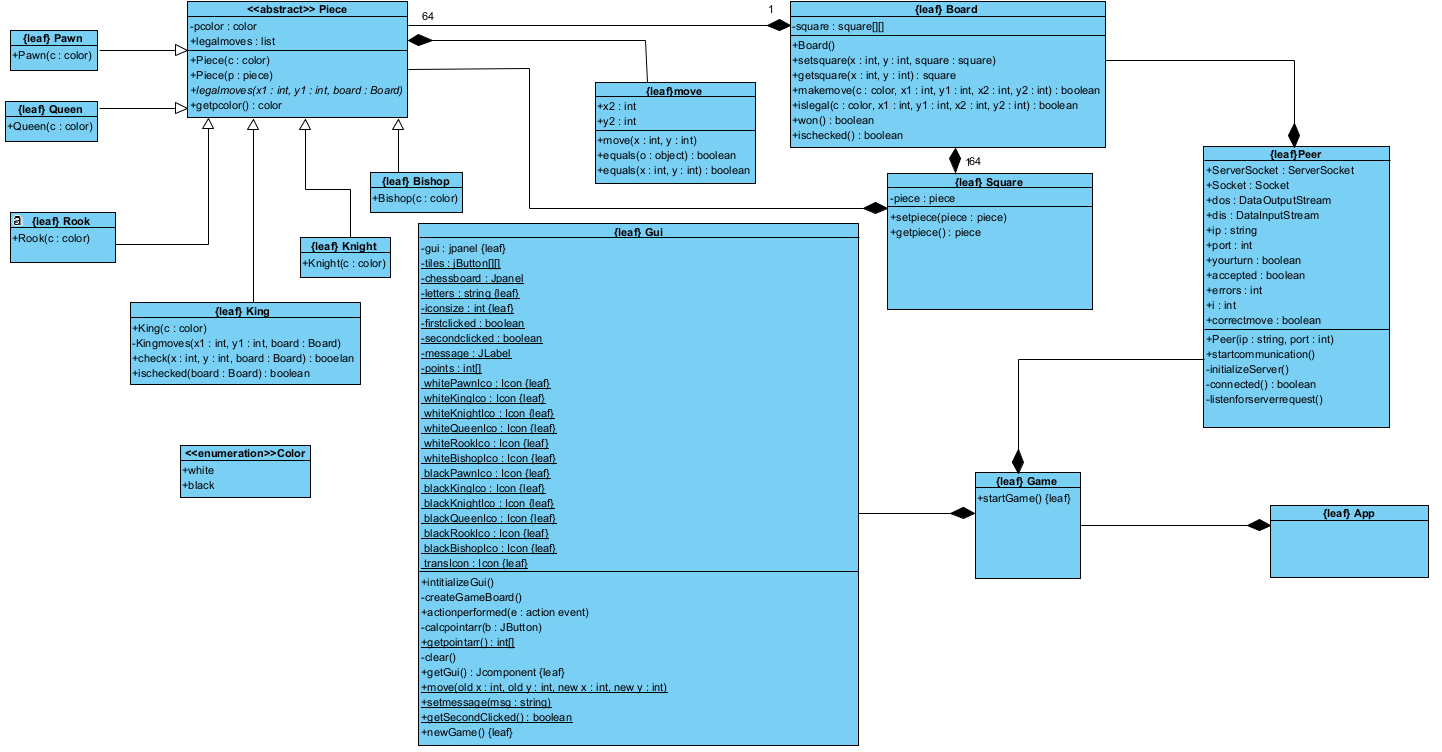 <<abstract>> Piece
-pcolor : color
+legalmoves : list
+Piece(c : color)
+Piece(p : piece)
+legalmoves(x1 : int, y1 : int, board : Board)
+getpcolor() : color
64
1
{leaf} Board
-square : square[][]
+Board()
+setsquare(x : int, y : int, square : square)
+getsquare(x : int, y : int) : square
+makemove(c : color, x1 : int, y1 : int, x2 : int, y2 : int) : boolean
+islegal(c : color, x1 : int, y1 : int, x2 : int, y2 : int) : boolean
+won() : boolean
+ischecked() : boolean
{leaf} Pawn
+Pawn(c : color)
{leaf} Queen
+Queen(c : color)
{leaf}move
+x2 : int
+y2 : int
+move(x : int, y : int)
+equals(o : object) : boolean
+equals(x : int, y : int) : boolean
1
64
{leaf}Peer
+ServerSocket : ServerSocket
+Socket : Socket
+dos : DataOutputStream
+dis : DataInputStream
+ip : string
+port : int
+yourturn : boolean
+accepted : boolean
+errors : int
+i : int
+correctmove : boolean
+Peer(ip : string, port : int)
+startcommunication()
-initializeServer()
-connected() : boolean
-listenforserverrequest()
{leaf} Bishop
+Bishop(c : color)
{leaf} Square
-piece : piece
+setpiece(piece : piece)
+getpiece() : piece
a
{leaf} Rook
+Rook(c : color)
{leaf} Knight
+Knight(c : color)
{leaf} King
+King(c : color)
-Kingmoves(x1 : int, y1 : int, board : Board)
+check(x : int, y : int, board : Board) : booelan
+ischecked(board : Board) : boolean
<<enumeration>>Color
+white
+black
{leaf} Gui
-gui : jpanel {leaf}
-tiles : jButton[][]
-chessboard : Jpanel
-letters : string {leaf}
-iconsize : int {leaf}
-firstclicked : boolean
-secondclicked : boolean
-message : JLabel
-points : int[]
whitePawnIco : Icon {leaf}
whiteKingIco : Icon {leaf}
whiteKnightIco : Icon {leaf}
whiteQueenIco : Icon {leaf}
whiteRookIco : Icon {leaf}
whiteBishopIco : Icon {leaf}
blackPawnIco : Icon {leaf}
blackKingIco : Icon {leaf}
blackKnightIco : Icon {leaf}
blackQueenIco : Icon {leaf}
blackRookIco : Icon {leaf}
blackBishopIco : Icon {leaf}
transIcon : Icon {leaf}
+intitializeGui()
-createGameBoard()
+actionperformed(e : action event)
-calcpointarr(b : JButton)
+getpointarr() : int[]
-clear()
+getGui() : Jcomponent {leaf}
+move(old x : int, old y : int, new x : int, new y : int)
+setmessage(msg : string)
+getSecondClicked() : boolean
+newGame() {leaf}
{leaf} Game
+startGame() {leaf}
{leaf} App